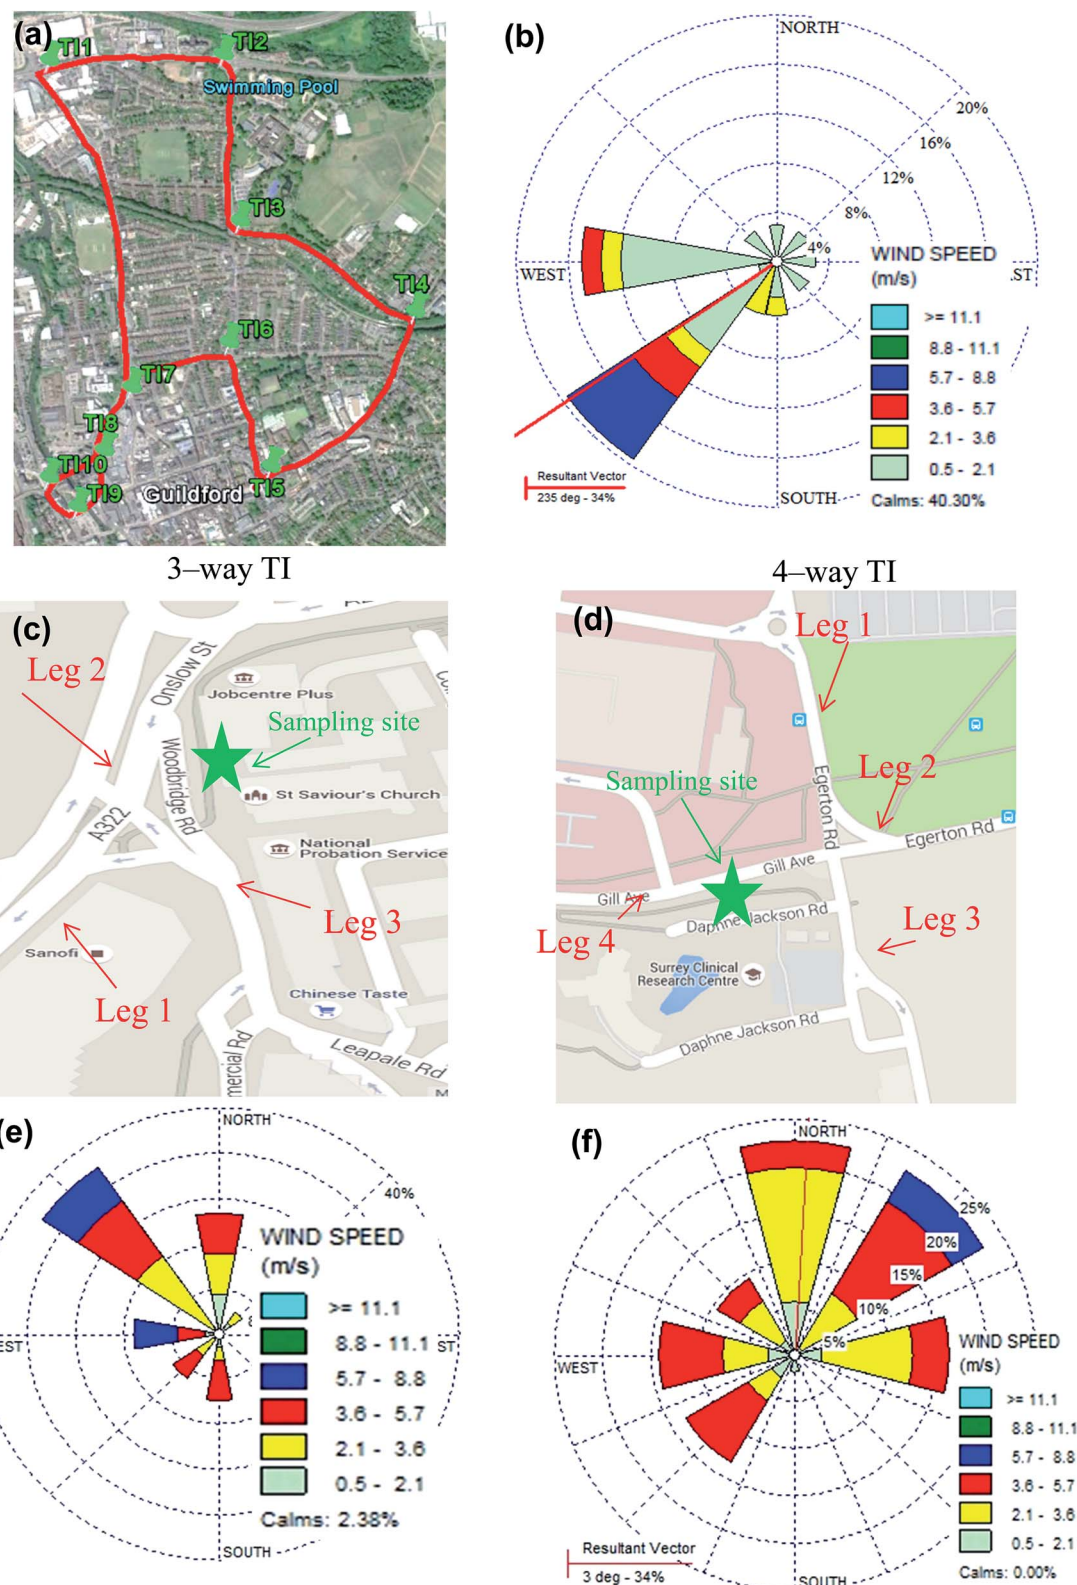 (a)
TI1
TI2
Swimming Pool
TI3
TI4
TI6
TI7
TI8
TI10
TI9
Guildford
TI5
(b)
NORTH
20%
16%
12%
8%
4%
WEST
ST
SOUTH
WIND SPEED
(m/s)
>= 11.1
8.8 - 11.1
5.7 - 8.8
3.6 - 5.7
2.1 - 3.6
0.5 - 2.1
Calms: 40.30%
Resultant Vector
235 deg - 34%
3–way TI
4–way TI
(c)
Leg 2
Onslow St
Jobcentre Plus
Sampling site
Woodbridge Rd
St Saviour's Church
A322
National
Probation Service
Leg 3
Sanofi
Leg 1
Chinese Taste
mercial Rd
Leapale Rd
(d)
Leg 1
Leg 2
Sampling site
Egerton Rd
Egerton Rd
Gill Ave
Gill Ave
Daphne Jackson Rd
Leg 3
Leg 4
Surrey Clinical
Research Centre
Daphne Jackson Rd
(e)
NORTH
40%
EST
ST
SOUTH
WIND SPEED
(m/s)
>= 11.1
8.8 - 11.1
5.7 - 8.8
3.6 - 5.7
2.1 - 3.6
0.5 - 2.1
Calms: 2.38%
(f)
NORTH
25%
20%
15%
10%
5%
WEST
SOUTH
WIND SPEED
(m/s)
>= 11.1
8.8 - 11.1
5.7 - 8.8
3.6 - 5.7
2.1 - 3.6
0.5 - 2.1
Calms: 0.00%
Resultant Vector
3 deg - 34%